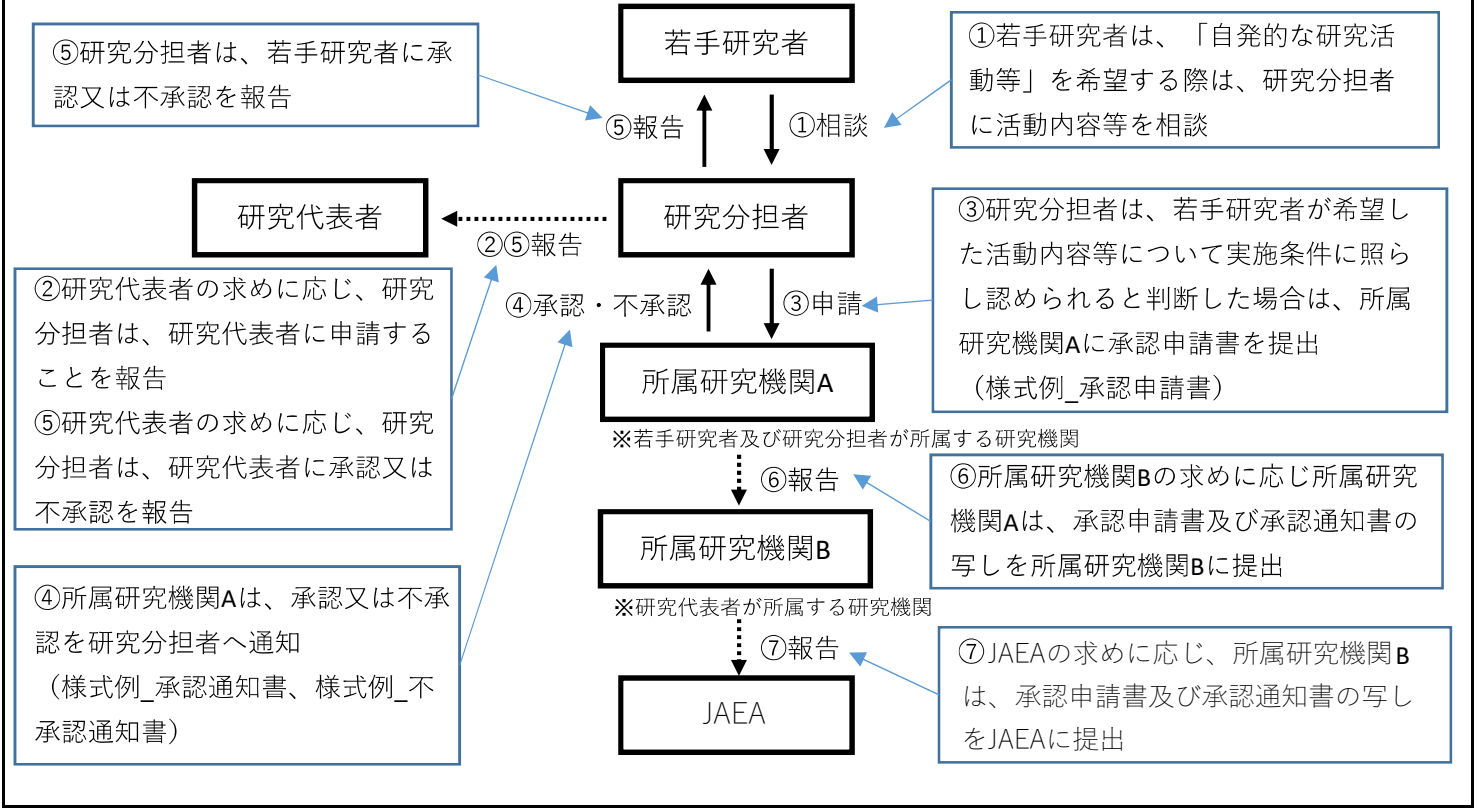 若手研究者
⑤研究分担者は、若手研究者に承
認又は不承認を報告
①若手研究者は、「自発的な研究活
動等」を希望する際は、研究分担者
に活動内容等を相談
⑤報告
①相談
研究代表者
研究分担者
②⑤報告
③研究分担者は、若手研究者が希望し
た活動内容等について実施条件に照ら
し認められると判断した場合は、所属
研究機関Aに承認申請書を提出
（様式例_承認申請書）
②研究代表者の求めに応じ、研究
分担者は、研究代表者に申請する
ことを報告
⑤研究代表者の求めに応じ、研究
分担者は、研究代表者に承認又は
不承認を報告
④承認・不承認
③申請
所属研究機関A
※若手研究者及び研究分担者が所属する研究機関
⑥報告
⑥所属研究機関Bの求めに応じ所属研究
機関Aは、承認申請書及び承認通知書の
写しを所属研究機関Bに提出
所属研究機関B
※研究代表者が所属する研究機関
④所属研究機関Aは、承認又は不承
認を研究分担者へ通知
（様式例_承認通知書、様式例_不
承認通知書）
⑦報告
⑦JAEAの求めに応じ、所属研究機関B
は、承認申請書及び承認通知書の写し
をJAEAに提出
JAEA